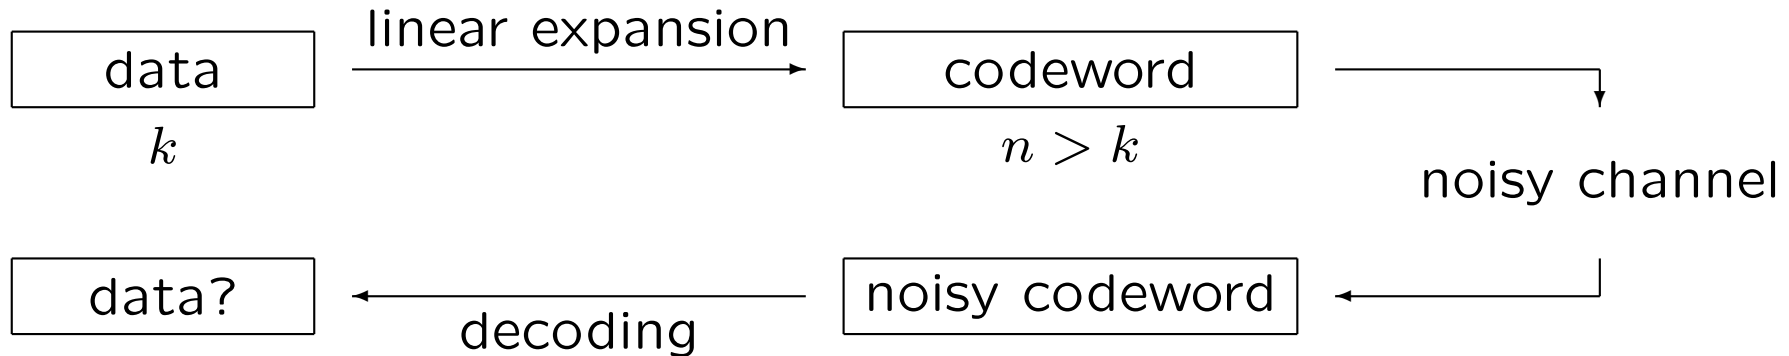 linear expansion
data
codeword
k
n > k
noisy channel
data?
noisy codeword
decoding